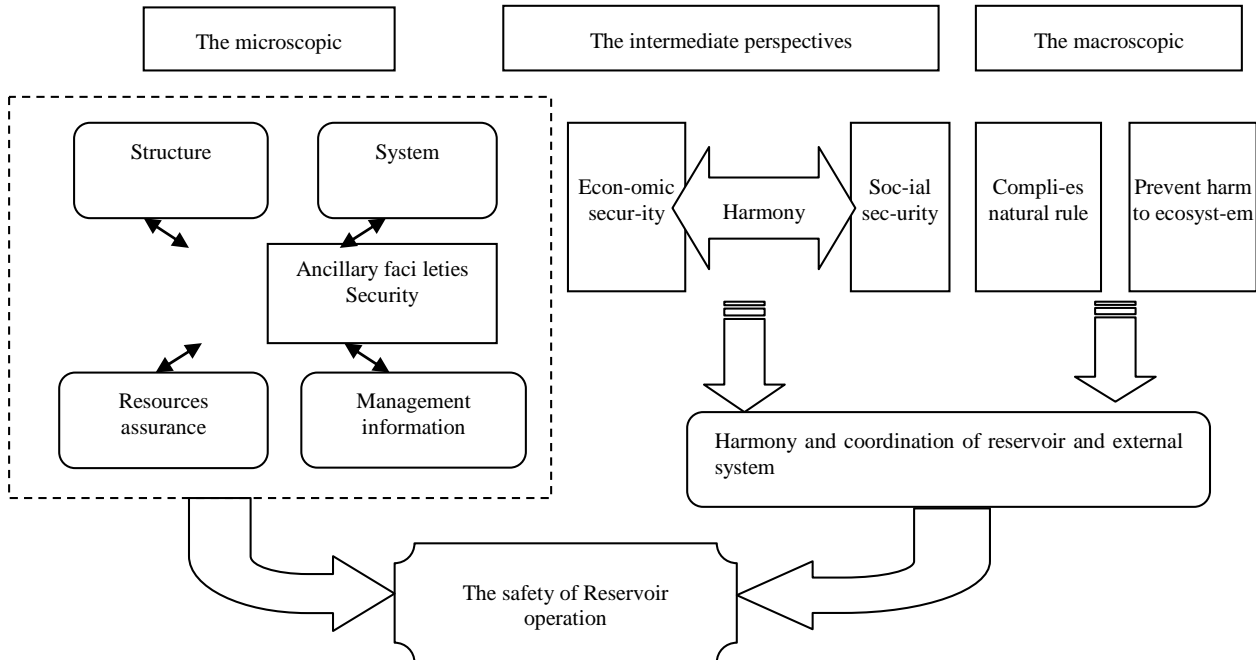 The microscopic
The intermediate perspectives
The macroscopic
Structure
System
Ancillary faci leties
Security
Resources
assurance
Management
information
Econ-omic
secur-ity
Harmony
Soc-ial
sec-urity
Compli-es
natural rule
Prevent harm
to ecosyst-em
Harmony and coordination of reservoir and external
system
The safety of Reservoir
operation